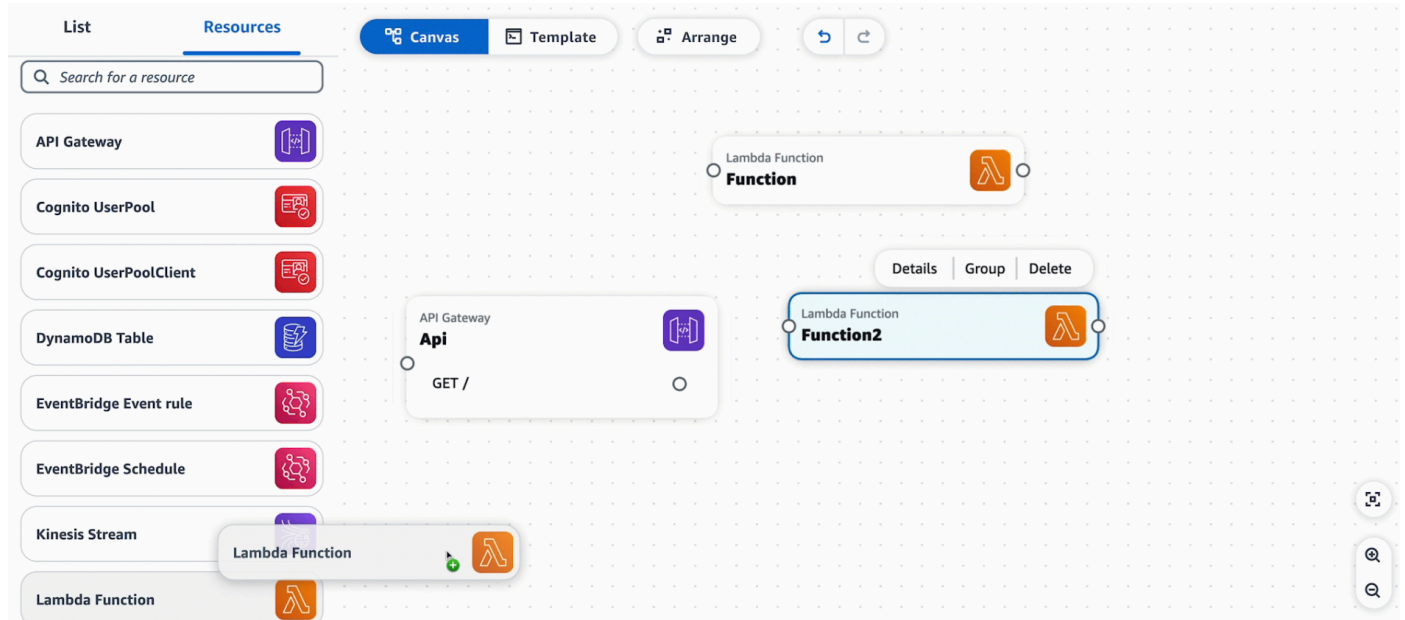 List
Resources
Canvas
Template
Arrange
Search for a resource
API Gateway
Cognito UserPool
Cognito UserPoolClient
DynamoDB Table
EventBridge Event rule
EventBridge Schedule
Kinesis Stream
Lambda Function
Lambda Function
Lambda Function
Function
Details
Group
Delete
Lambda Function
Function2
API Gateway
Api
GET /